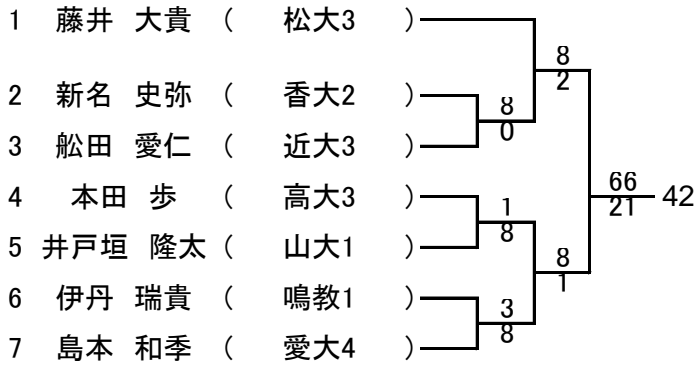 1 藤井 大貴 ( 松大3 )
8
2
2 新名 史弥 ( 香大2 )
8
0
3 舩田 愛仁 ( 近大3 )
4 本田 歩 ( 高大3 )
66
21 42
1
8
5 井戸垣 隆太 ( 山大1 )
8
1
6 伊丹 瑞貴 ( 鳴教1 )
3
8
7 島本 和季 ( 愛大4 )